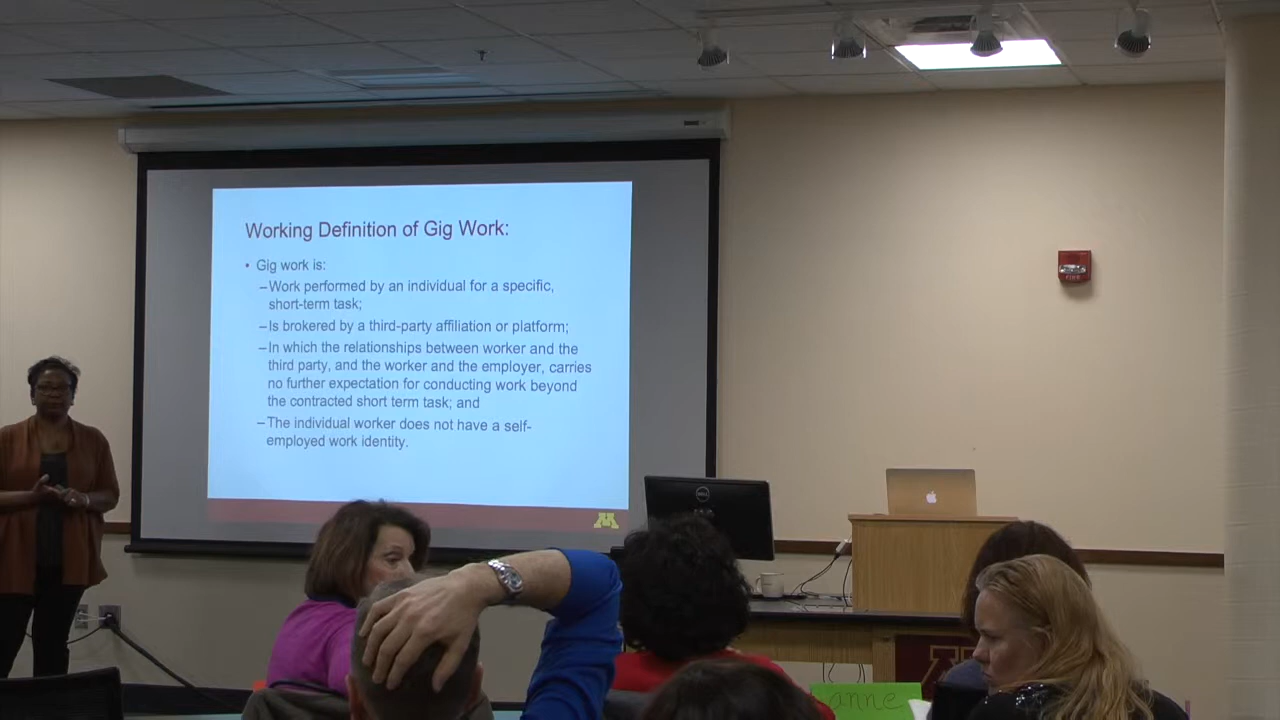 Working Definition of Gig Work:
• Gig work is:
–Work performed by an individual for a specific,
short-term task;
–Is brokered by a third-party affiliation or platform;
–In which the relationships between worker and the
third party, and the worker and the employer, carries
no further expectation for conducting work beyond
the contracted short term task; and
–The individual worker does not have a self-
employed work identity.
M
FIRE
DELL
M
anne